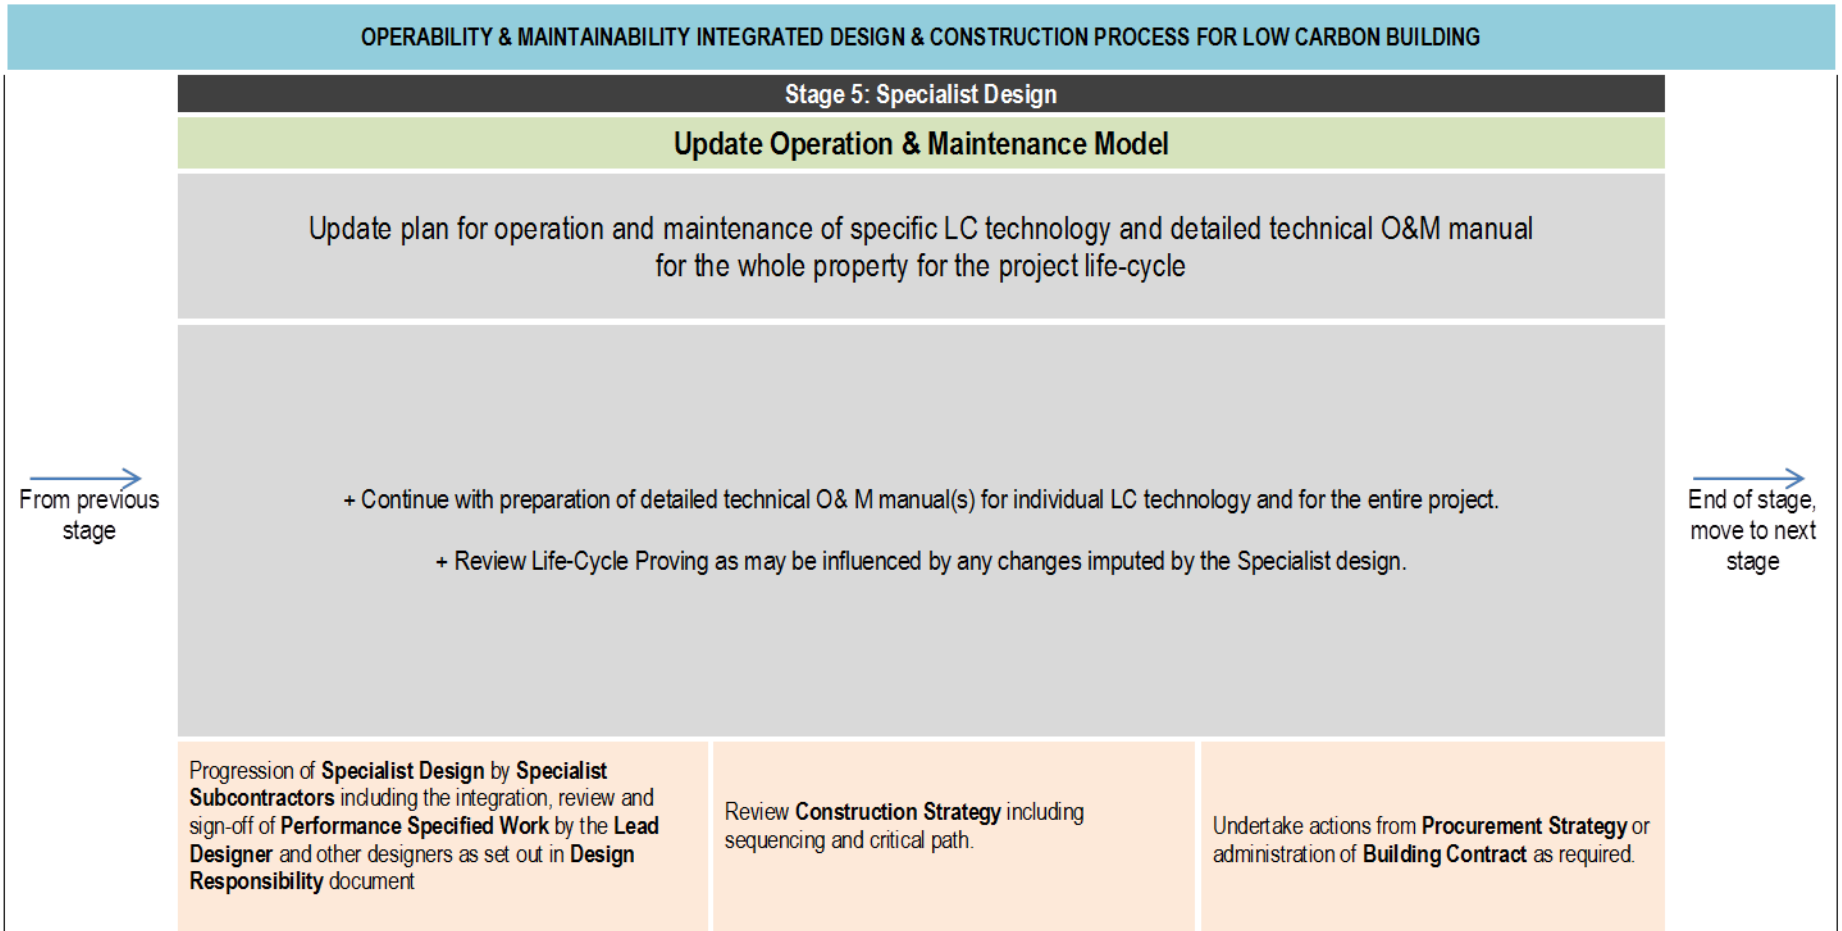 OPERABILITY & MAINTAINABILITY INTEGRATED DESIGN & CONSTRUCTION PROCESS FOR LOW CARBON BUILDING
Stage 5: Specialist Design
Update Operation & Maintenance Model
Update plan for operation and maintenance of specific LC technology and detailed technical O&M manual
for the whole property for the project life-cycle
From previous
stage
+ Continue with preparation of detailed technical O& M manual(s) for individual LC technology and for the entire project.
+ Review Life-Cycle Proving as may be influenced by any changes imputed by the Specialist design.
End of stage,
move to next
stage
Progression of Specialist Design by Specialist
Subcontractors including the integration, review and
sign-off of Performance Specified Work by the Lead
Designer and other designers as set out in Design
Responsibility document
Review Construction Strategy including
sequencing and critical path.
Undertake actions from Procurement Strategy or
administration of Building Contract as required.